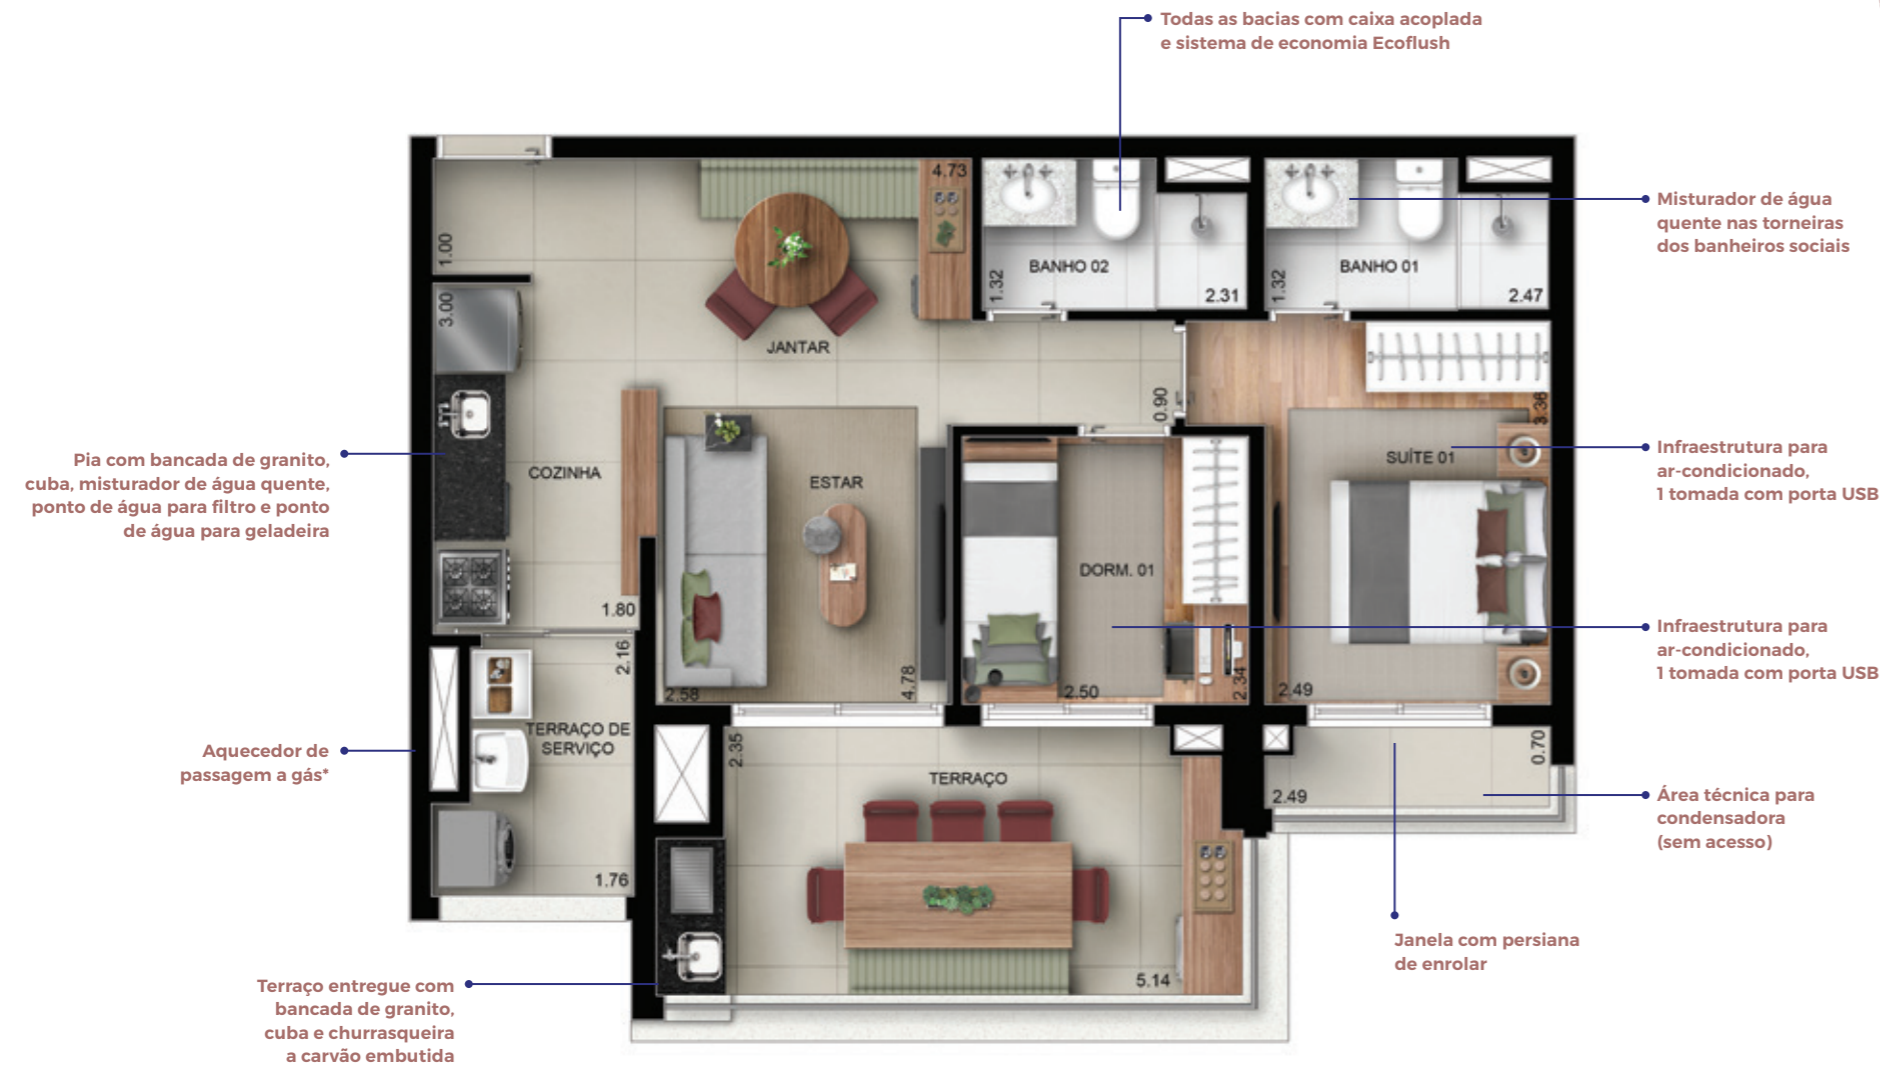 Todas as bacias com caixa acoplada
e sistema de economia Ecoflush
Misturador de água
quente nas torneiras
dos banheiros sociais
Infraestrutura para
ar-condicionado,
1 tomada com porta USB
Infraestrutura para
ar-condicionado,
1 tomada com porta USB
Área técnica para
condensadora
(sem acesso)
Janela com persiana
de enrolar
Pia com bancada de granito,
cuba, misturador de água quente,
ponto de água para filtro e ponto
de água para geladeira
Aquecedor de
passagem a gás*
Terraço entregue com
bancada de granito,
cuba e churrasqueira
a carvão embutida
4.73
1.00
3.00
JANTAR
BANHO 02
1.32
2.31
BANHO 01
1.32
2.47
0.90
3.36
COZINHA
1.80
ESTAR
2.58
4.78
DORM. 01
2.50
2.34
SUÍTE 01
2.49
2.16
TERRAÇO DE
SERVIÇO
1.76
2.35
TERRAÇO
5.14
2.49
0.70